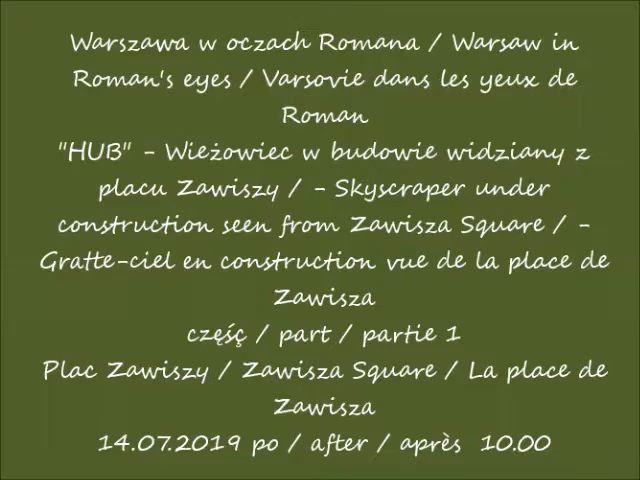 Warszawa w oczach Romana / Warsaw in
Roman's eyes / Varsovie dans les yeux de
Roman
"HUB" - Wieżowiec w budowie widziany z
placu Zawiszy / - Skyscraper under
construction seen from Zawisza Square / -
Gratte-ciel en construction vue de la place de
Zawisza
częśç / part / partie 1
Plac Zawiszy / Zawisza Square / La place de
Zawisza
14.07.2019 po / after / après 10.00